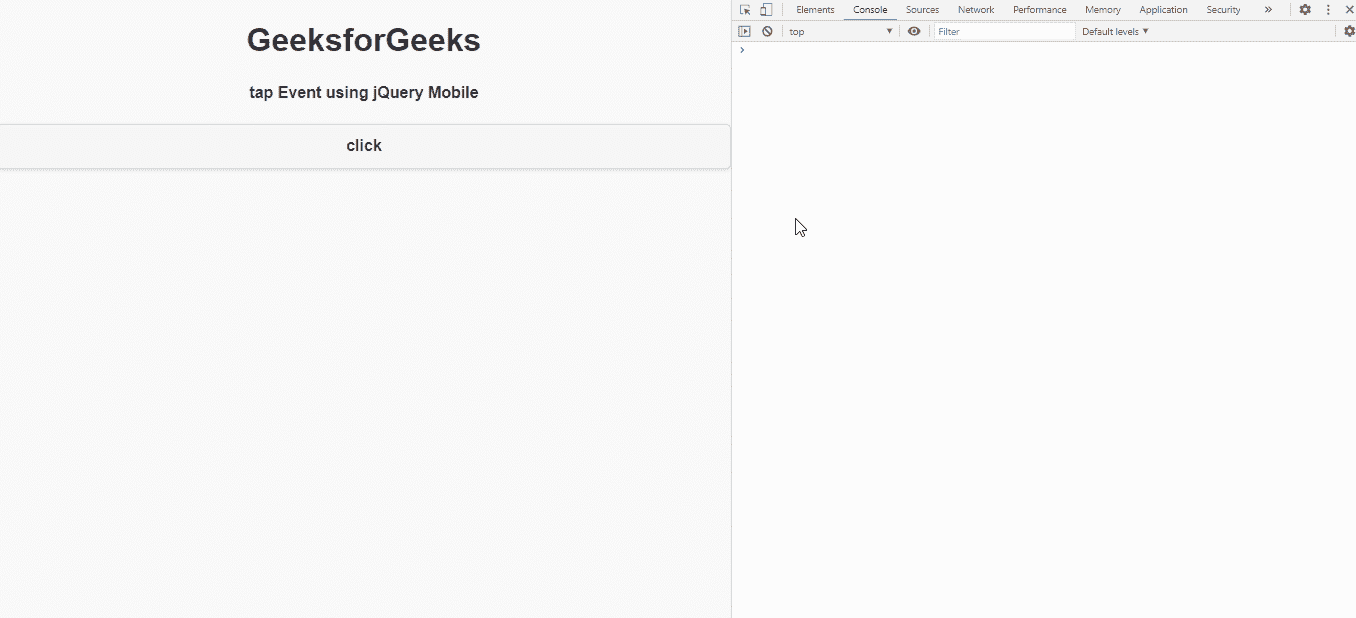 GeeksforGeeks
tap Event using jQuery Mobile
click
Elements Console Sources Network Performance Memory Application Security
top Filter Default levels